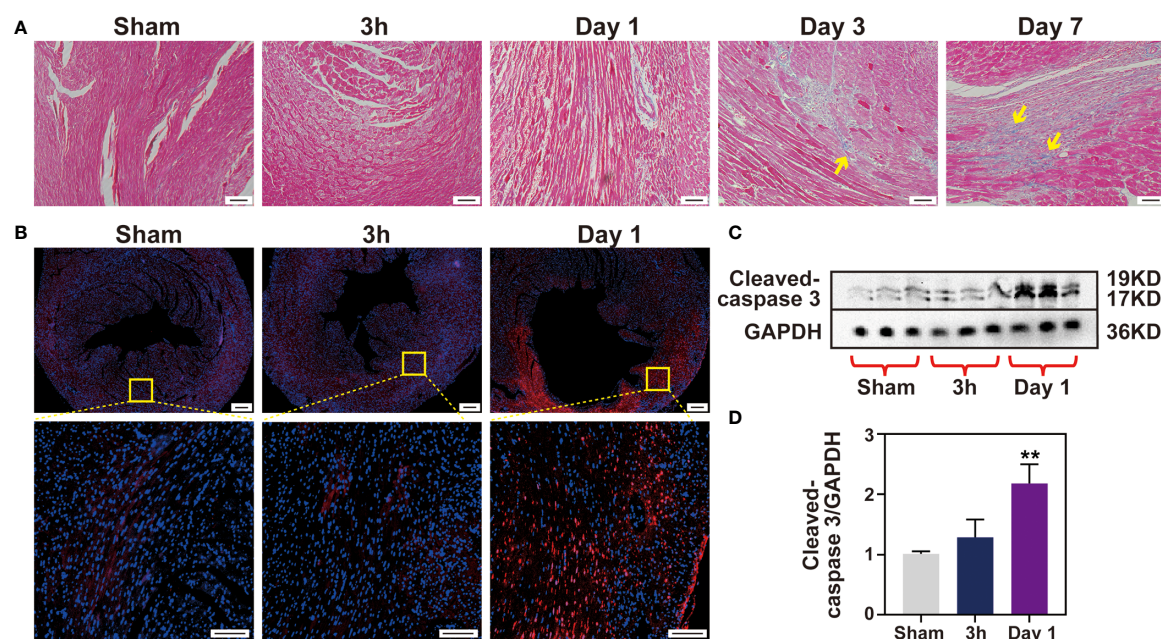 A
Sham
3h
Day 1
Day 3
Day 7
B
Sham
3h
Day 1
C
Cleaved-
caspase 3
19KD
17KD
GAPDH
36KD
Sham
3h
Day 1
D
Cleaved-
caspase 3/GAPDH
3
2
1
0
**
Sham
3h
Day 1